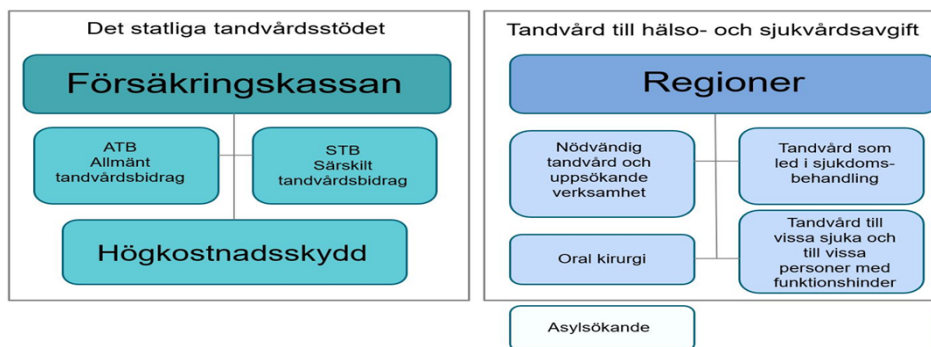 Det statliga tandvårdsstödet
Försäkringskassan
ATB
Allmänt
tandvårdsbidrag
STB
Särskilt
tandvårdsbidrag
Högkostnadsskydd
Tandvård till hälso- och sjukvårdsavgift
Regioner
Nödvändig
tandvård och
uppsökande
verksamhet
Tandvård som
led i sjukdoms-
behandling
Oral kirurgi
Tandvård till
vissa sjuka och
till vissa
personer med
funktionshinder
Asylsökande